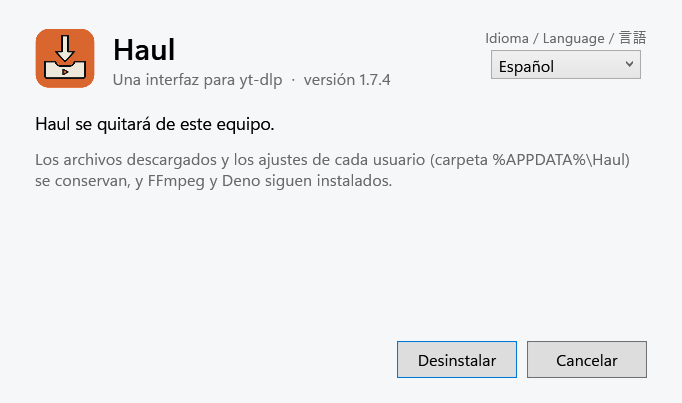 Haul
Una interfaz para yt-dlp · versión 1.7.4
Idioma / Language / 言語
Español
Haul se quitará de este equipo.
Los archivos descargados y los ajustes de cada usuario (carpeta %APPDATA%\Haul)
se conservan, y FFmpeg y Deno siguen instalados.
Desinstalar
Cancelar